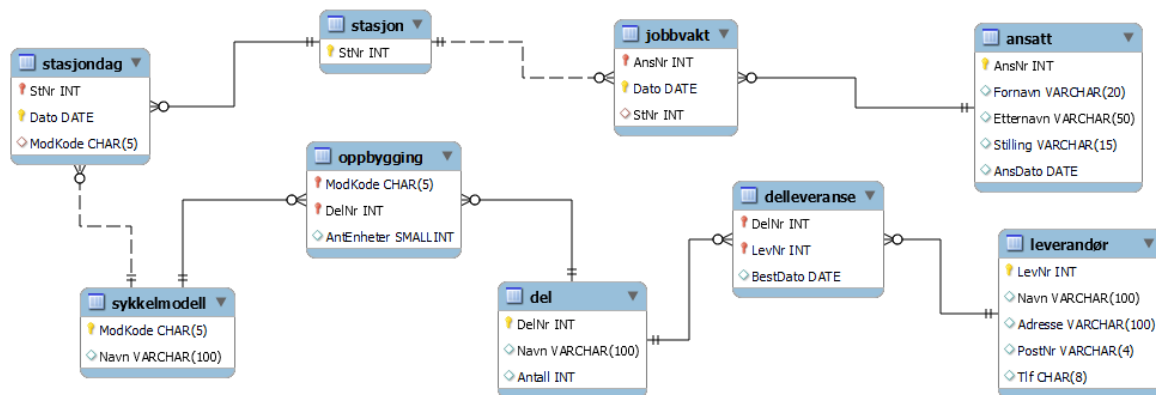 stasjondag
StNr INT
Dato DATE
ModKode CHAR(5)
stasjon
StNr INT
jobbvakt
AnsNr INT
Dato DATE
StNr INT
ansatt
AnsNr INT
Fornavn VARCHAR(20)
Etternavn VARCHAR(50)
Stilling VARCHAR(15)
AnsDato DATE
oppbygging
ModKode CHAR(5)
DelNr INT
AntEnheter SMALLINT
delleveranse
DelNr INT
LevNr INT
BestDato DATE
leverandør
LevNr INT
Navn VARCHAR(100)
Adresse VARCHAR(100)
PostNr VARCHAR(4)
Tlf CHAR(8)
sykkelmodell
ModKode CHAR(5)
Navn VARCHAR(100)
del
DelNr INT
Navn VARCHAR(100)
Antall INT